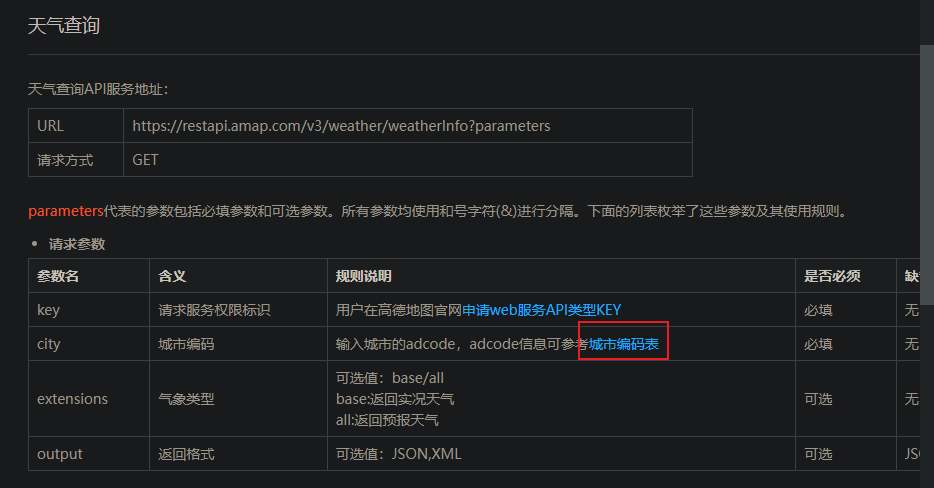 天气查询
天气查询API服务地址：
URL https://restapi.amap.com/v3/weather/weatherInfo?parameters
请求方式 GET
parameters代表的参数包括必填参数和可选参数。所有参数均使用和号字符(&)进行分隔。下面的列表枚举了这些参数及其使用规则。
• 请求参数
参数名 含义 规则说明 是否必须
key 请求服务权限标识 用户在高德地图官网申请web服务API类型KEY 必填 无
city 城市编码 输入城市的adcode，adcode信息可参考城市编码表 必填 无
extensions 气象类型 可选值：base/all 可选 无
base:返回实况天气
all:返回预报天气
output 返回格式 可选值：JSON,XML 可选